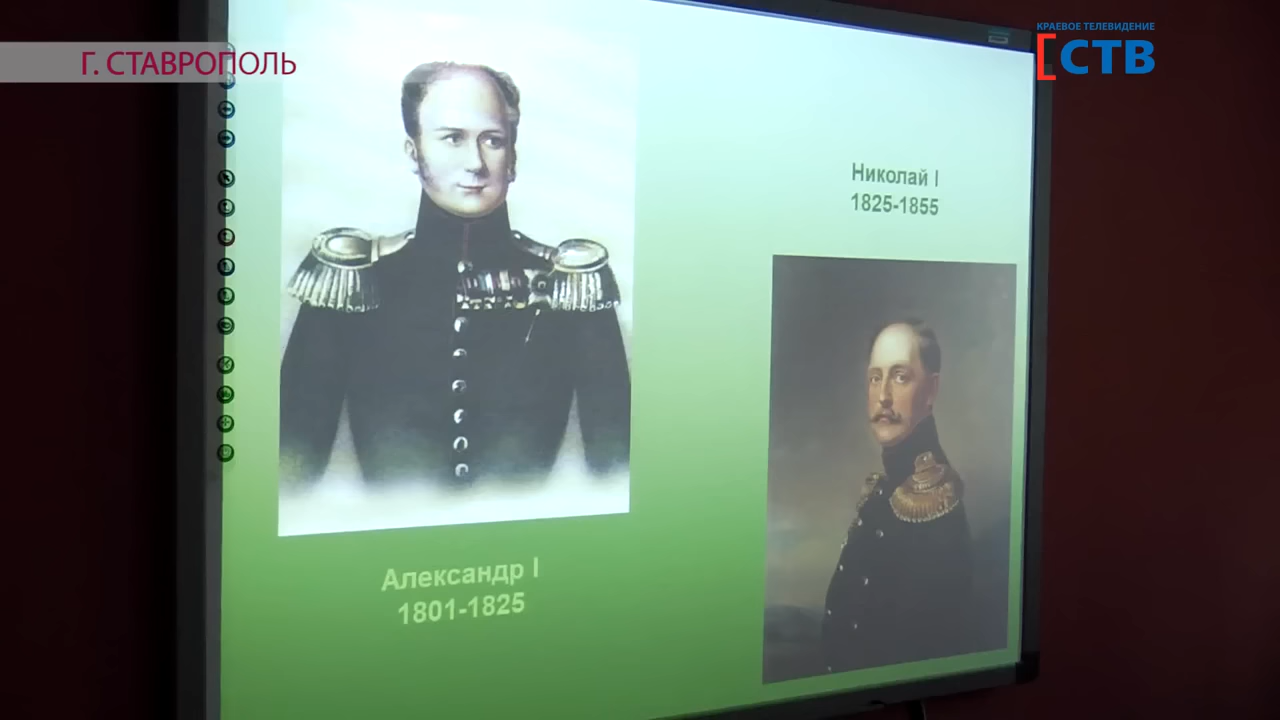 Г. СТАВРОПОЛЬ
КРАЕВОЕ ТЕЛЕВИДЕНИЕ
СТВ
Николай I
1825-1855
Александр I
1801-1825